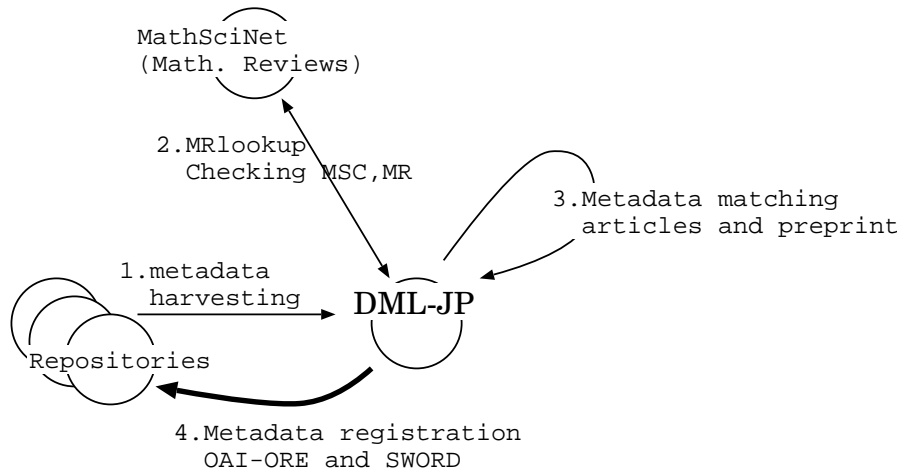 MathSciNet
(Math. Reviews)
2.MRlookup
Checking MSC,MR
3.Metadata matching
articles and preprint
1.metadata
harvesting
DML-JP
Repositories
4.Metadata registration
OAI-ORE and SWORD